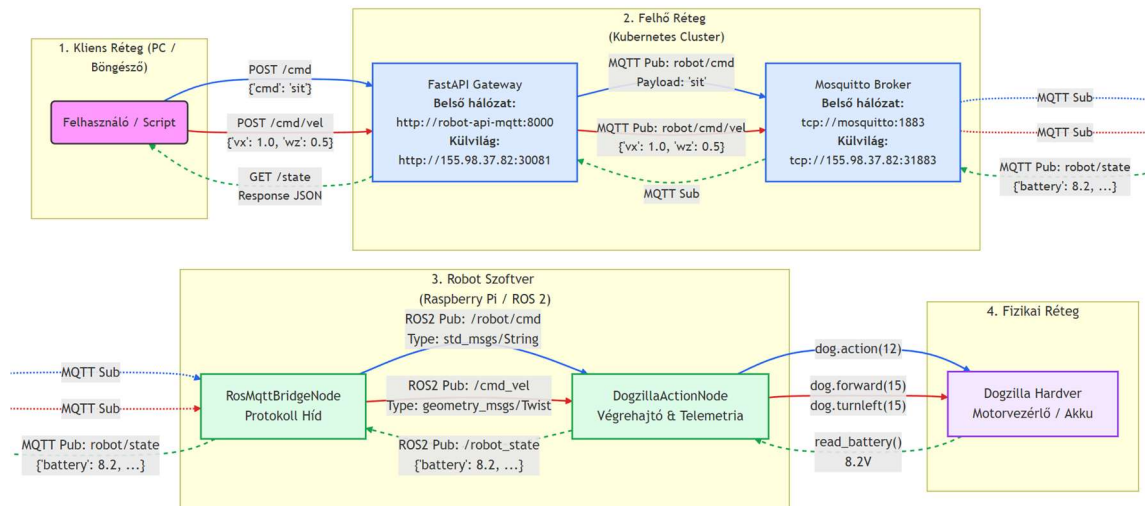 1. Kliens Réteg (PC /
Böngésző)
POST /cmd
{'cmd': 'sit'}
Felhasználó / Script
POST /cmd/vel
{'vx': 1.0, 'wz': 0.5}
GET /state
Response JSON
2. Felhő Réteg
(Kubernetes Cluster)
FastAPI Gateway
Belső hálózat:
http://robot-api-mqtt:8000
Külvilág:
http://155.98.37.82:30081
MQTT Pub: robot/cmd
Payload: 'sit'
MQTT Pub: robot/cmd/vel
{'vx': 1.0, 'wz': 0.5}
MQTT Sub
Mosquitto Broker
Belső hálózat:
tcp://mosquitto:1883
Külvilág:
tcp://155.98.37.82:31883
MQTT Sub
MQTT Sub
MQTT Pub: robot/state
{'battery': 8.2, ...}
MQTT Sub
MQTT Sub
MQTT Pub: robot/state
{'battery': 8.2, ...}
3. Robot Szoftver
(Raspberry Pi / ROS 2)
RosMqttBridgeNode
Protokoll Híd
ROS2 Pub: /robot/cmd
Type: std_msgs/String
ROS2 Pub: /cmd_vel
Type: geometry_msgs/Twist
ROS2 Pub: /robot_state
{'battery': 8.2, ...}
DogzillaActionNode
Végrehajtó & Telemetria
dog.action(12)
dog.forward(15)
dog.turnleft(15)
read_battery()
8.2V
4. Fizikai Réteg
Dogzilla Hardver
Motorvezérlő / Akku